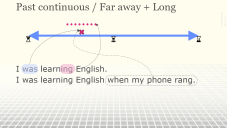 Past continuous / Far away + Long
I was learning English.
I was learning English when my phone rang.